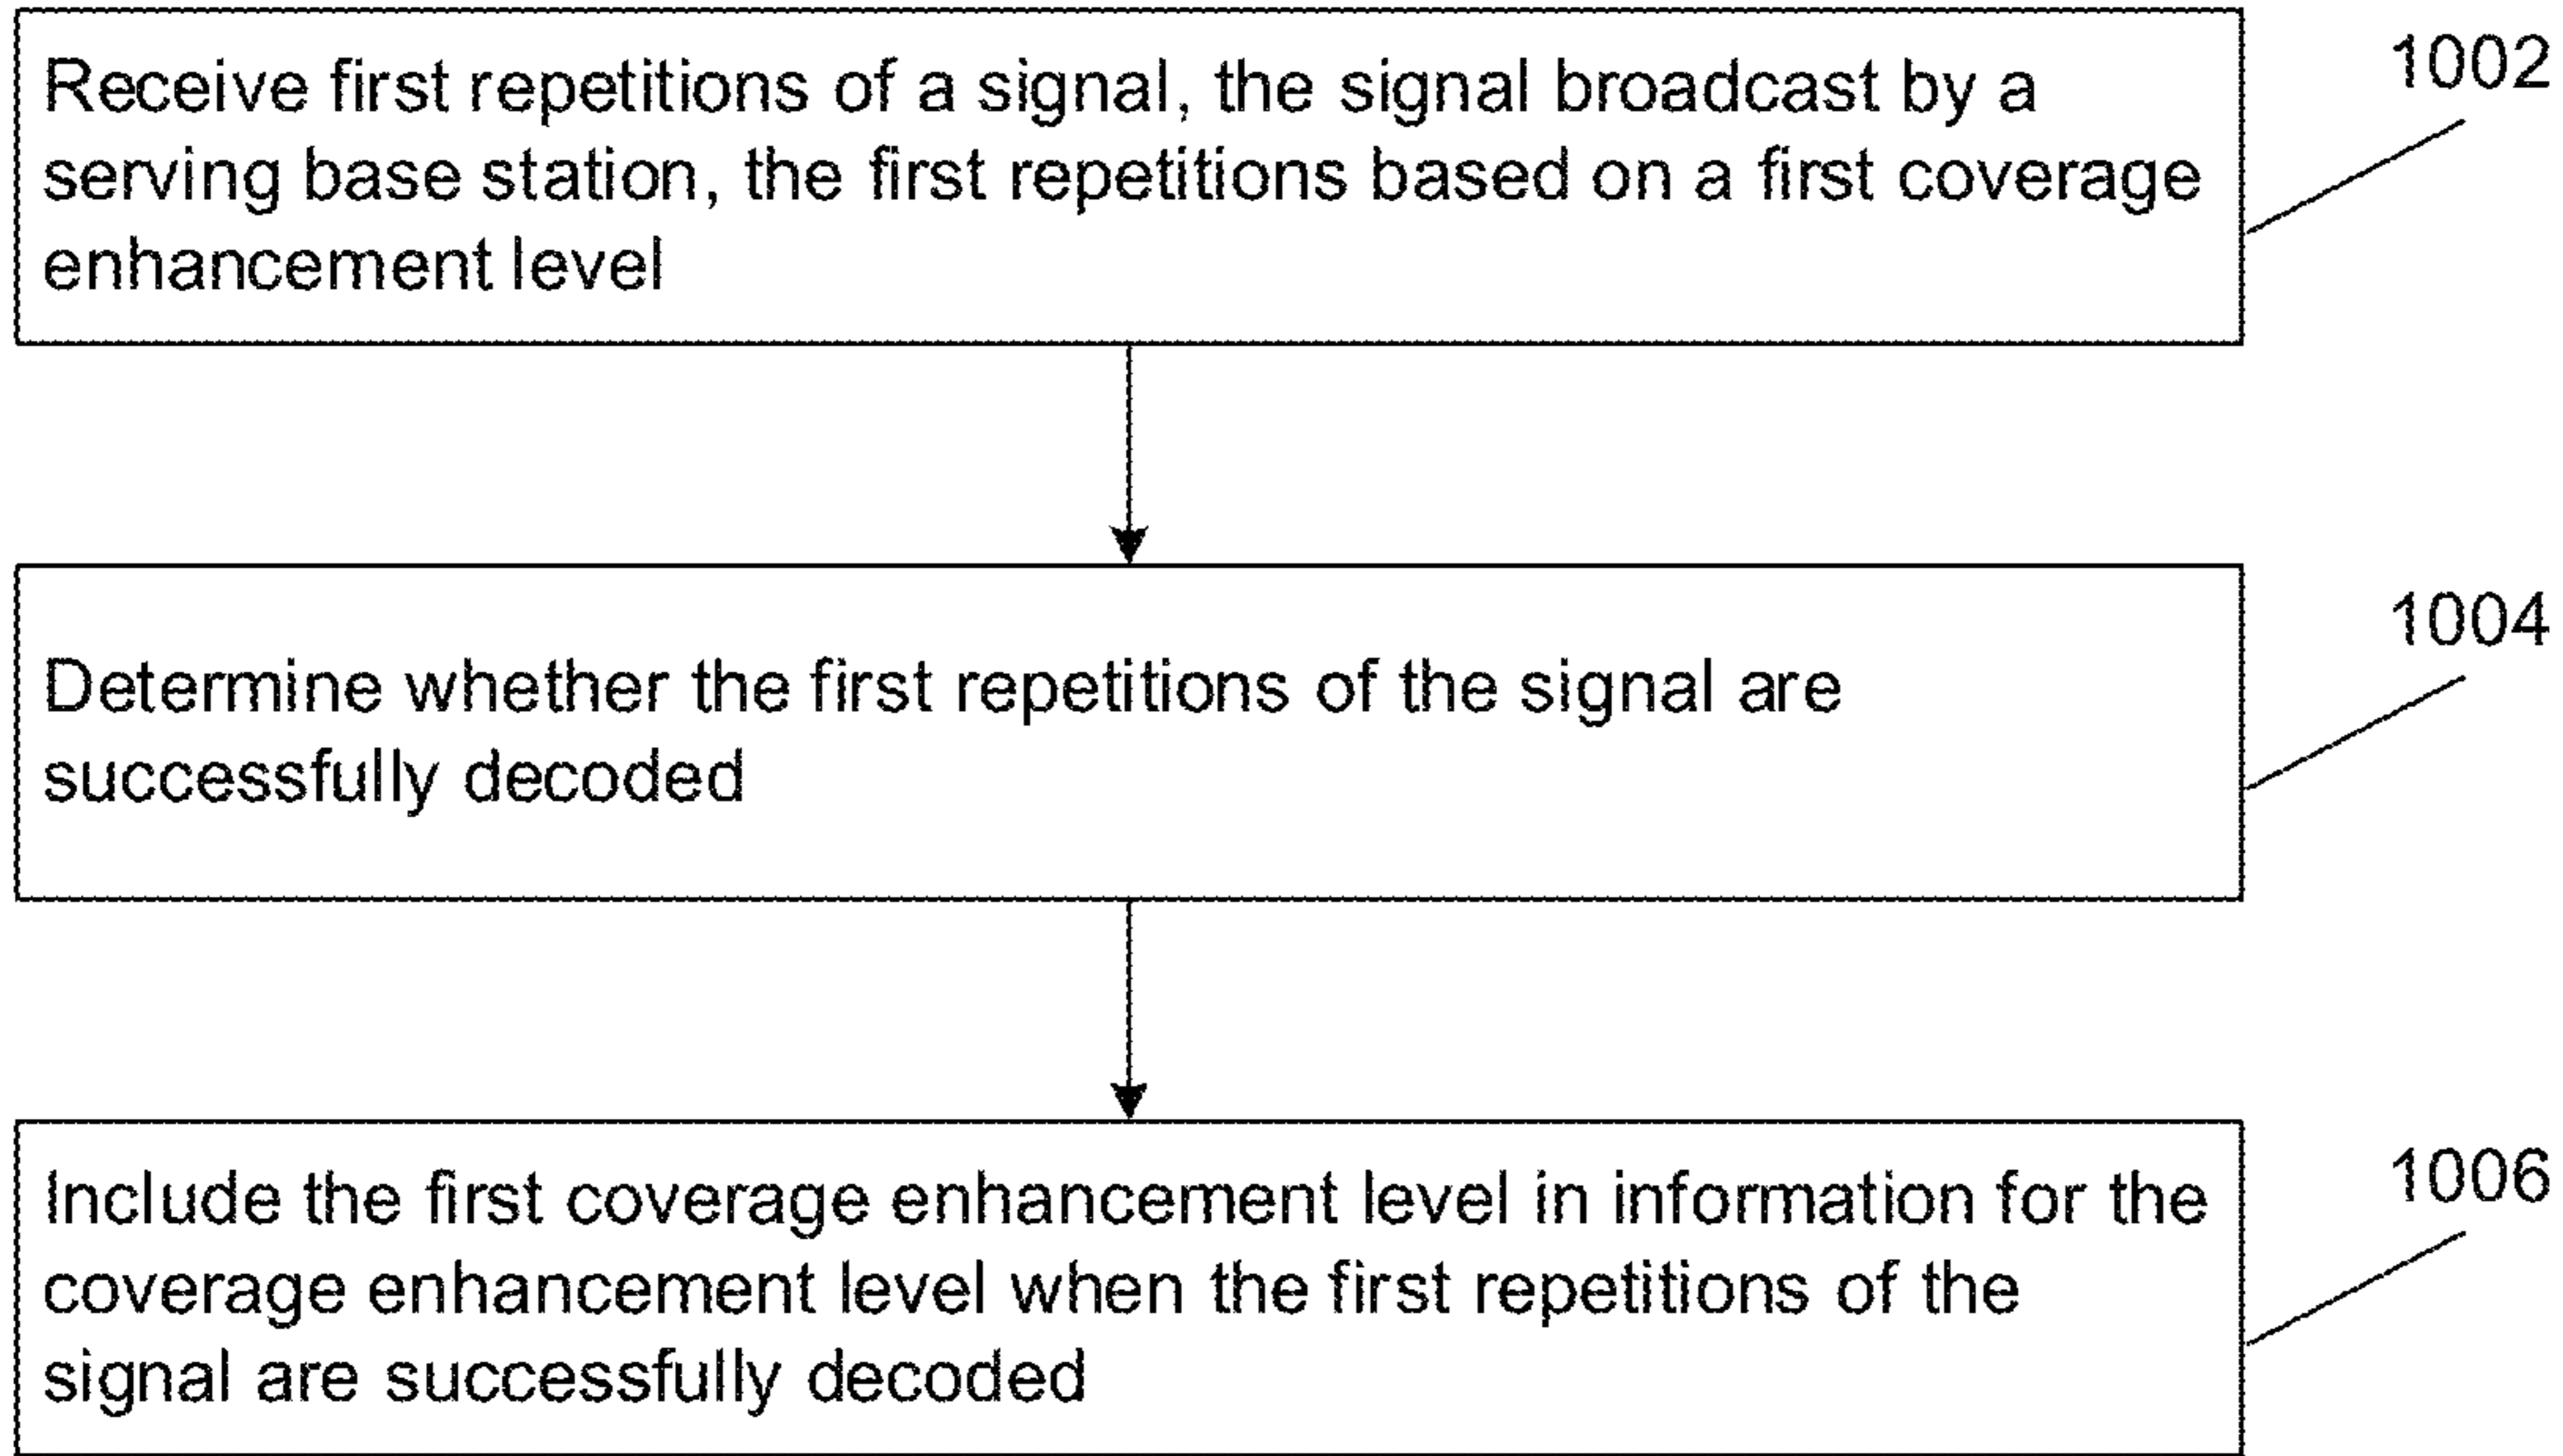 Receive first repetitions of a signal, the signal broadcast by a
serving base station, the first repetitions based on a first coverage
enhancement level
1002
Determine whether the first repetitions of the signal are
successfully decoded
1004
Include the first coverage enhancement level in information for the
coverage enhancement level when the first repetitions of the
signal are successfully decoded
1006